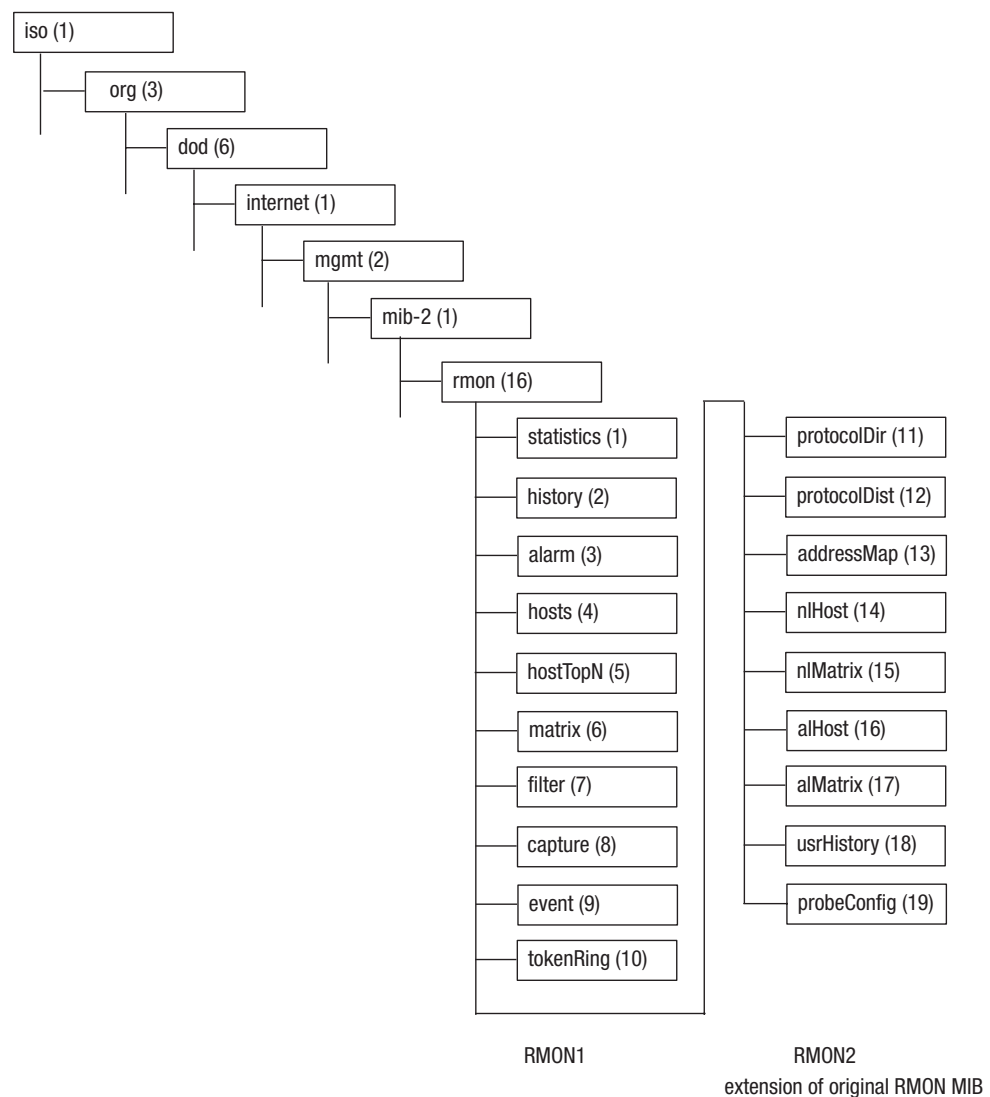 iso (1)
org (3)
dod (6)
internet (1)
mgmt (2)
mib-2 (1)
rmon (16)
statistics (1)
history (2)
alarm (3)
hosts (4)
hostTopN (5)
matrix (6)
filter (7)
capture (8)
event (9)
tokenRing (10)
RMON1
protocolDir (11)
protocolDist (12)
addressMap (13)
nlHost (14)
nlMatrix (15)
alHost (16)
alMatrix (17)
usrHistory (18)
probeConfig (19)
RMON2
extension of original RMON MIB